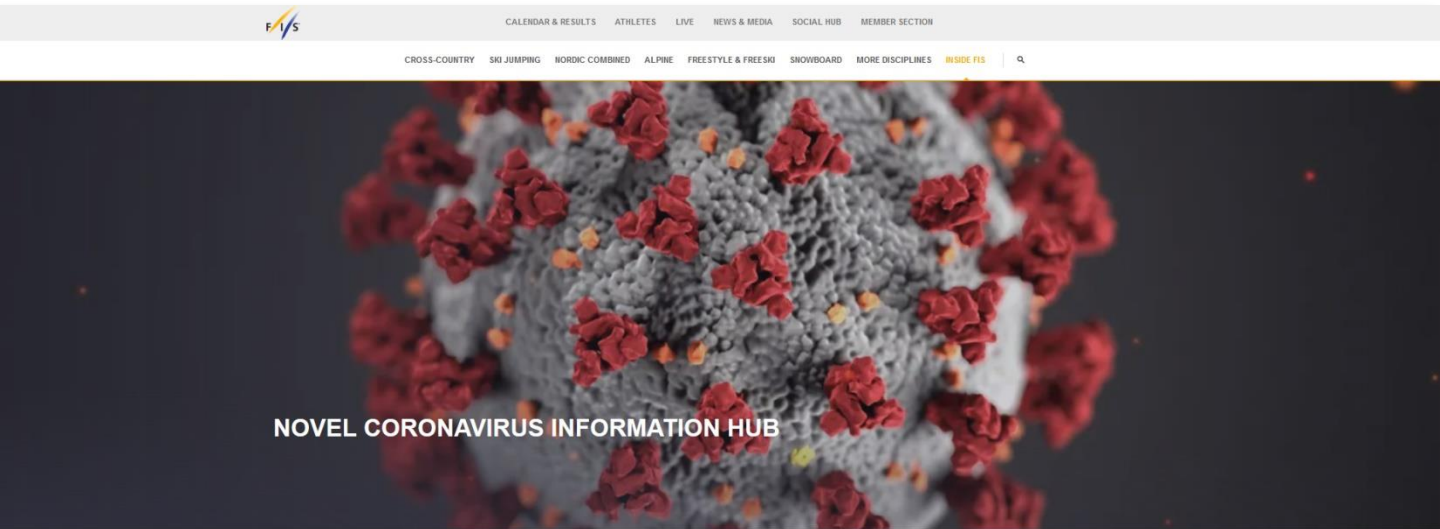 FIS
CALENDAR & RESULTS ATHLETES LIVE NEWS & MEDIA SOCIAL HUB MEMBER SECTION
CROSS-COUNTRY SKI JUMPING NORDIC COMBINED ALPINE FREESTYLE & FREESKI SNOWBOARD MORE DISCIPLINES INSIDE FIS
NOVEL CORONAVIRUS INFORMATION HUB